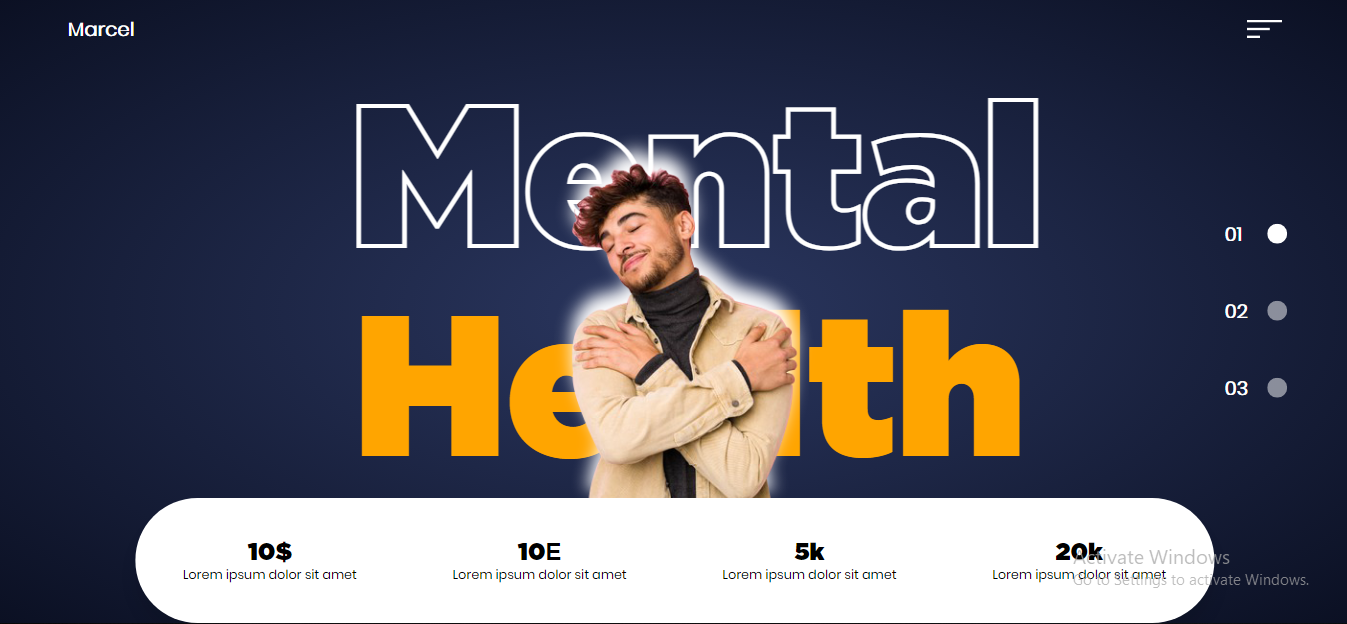 Marcel
Mental
01
02
Health
03
10$
Lorem ipsum dolor sit amet
10E
Lorem ipsum dolor sit amet
5k
Lorem ipsum dolor sit amet
20k
Lorem ipsum dolor sit amet
Activate Windows
Go to Settings to activate Windows.